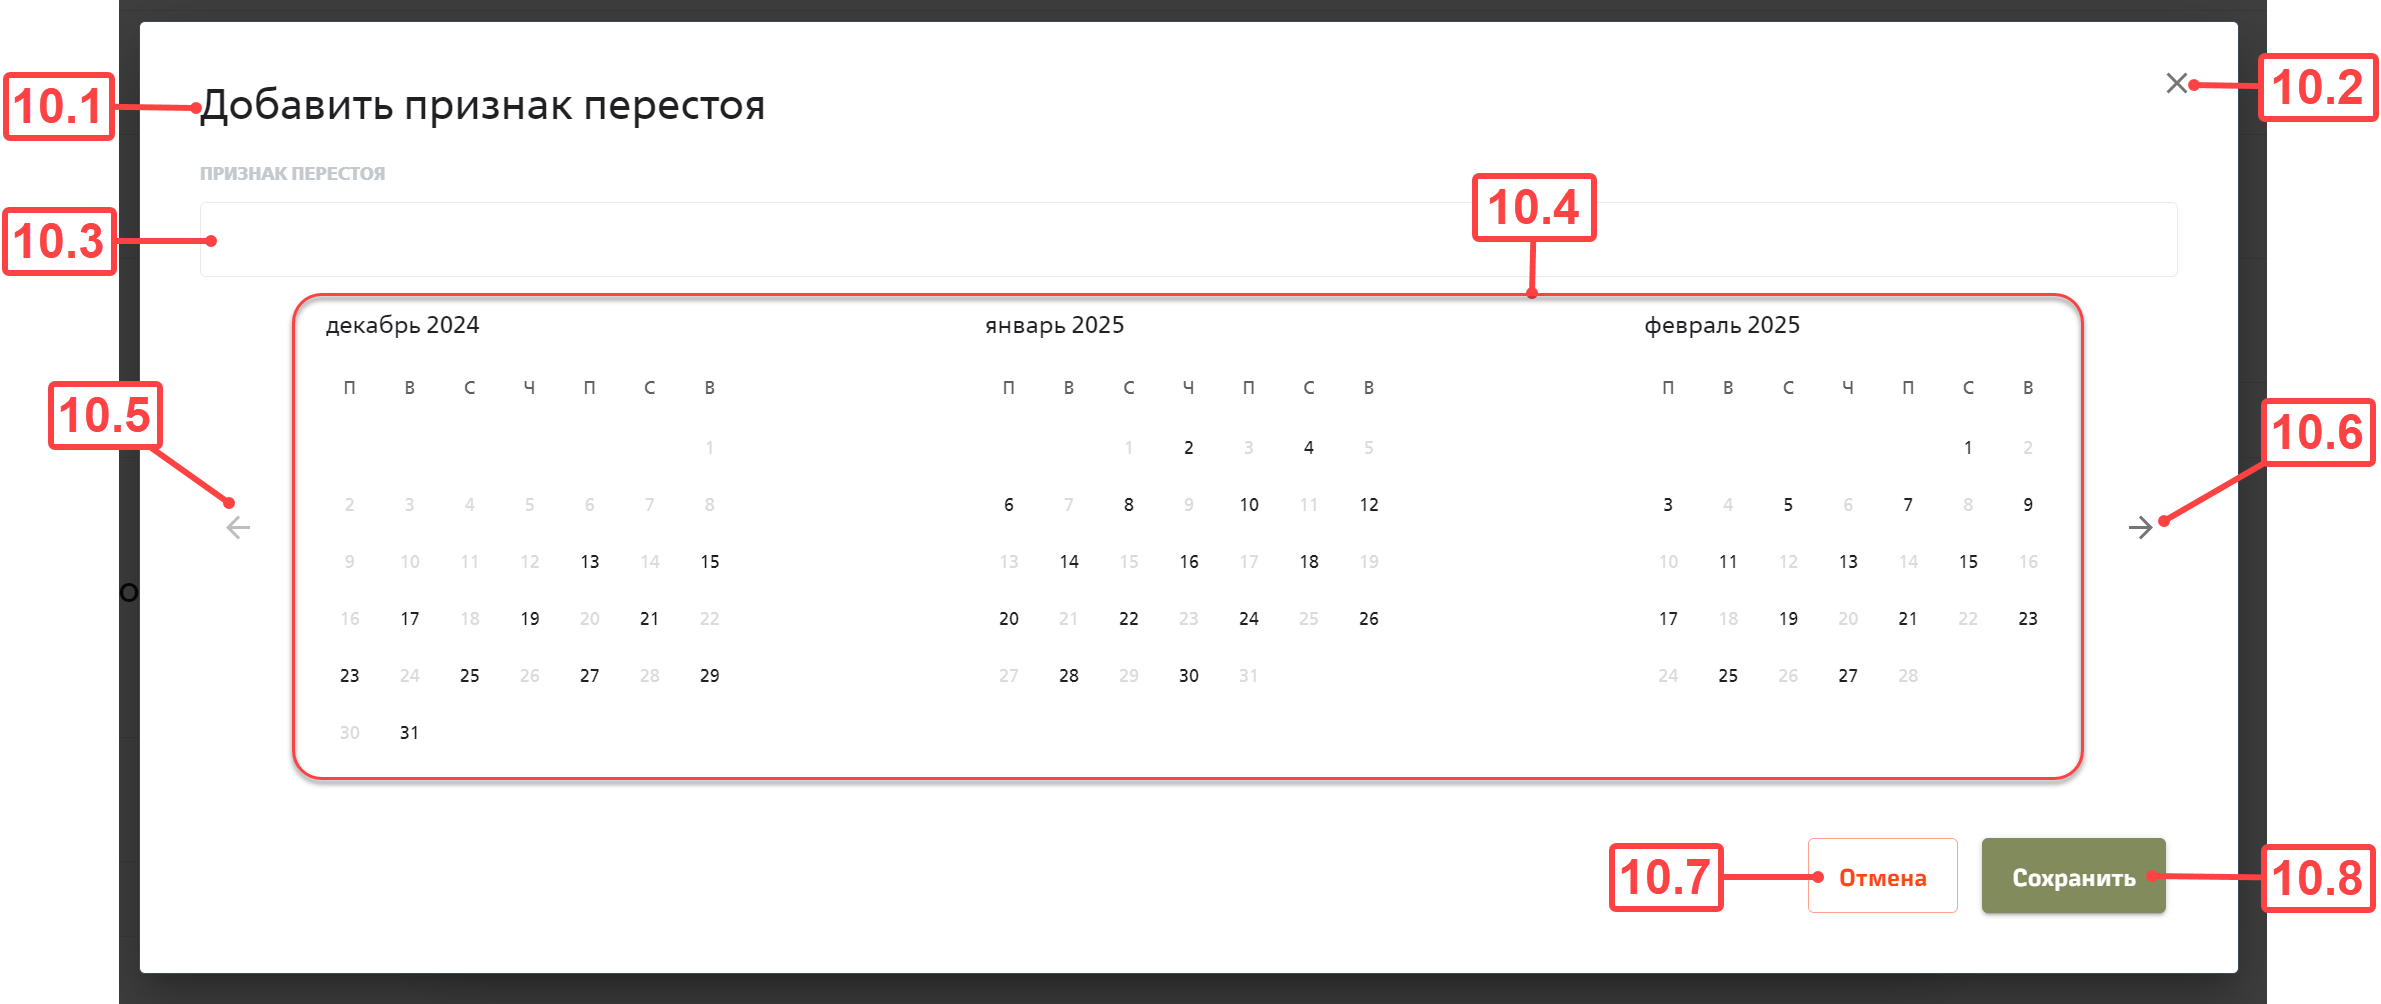 10.1
Добавить признак перестоя
10.2
ПРИЗНАК ПЕРЕСТОЯ
10.3
10.4
декабрь 2024
П В С Ч П С В
1
2 3 4 5 6 7 8
9 10 11 12 13 14 15
16 17 18 19 20 21 22
23 24 25 26 27 28 29
30 31
январь 2025
П В С Ч П С В
1 2 3 4 5
6 7 8 9 10 11 12
13 14 15 16 17 18 19
20 21 22 23 24 25 26
27 28 29 30 31
февраль 2025
П В С Ч П С В
1 2
3 4 5 6 7 8 9
10 11 12 13 14 15 16
17 18 19 20 21 22 23
24 25 26 27 28
10.5
10.6
о
10.7
Отмена
Сохранить
10.8